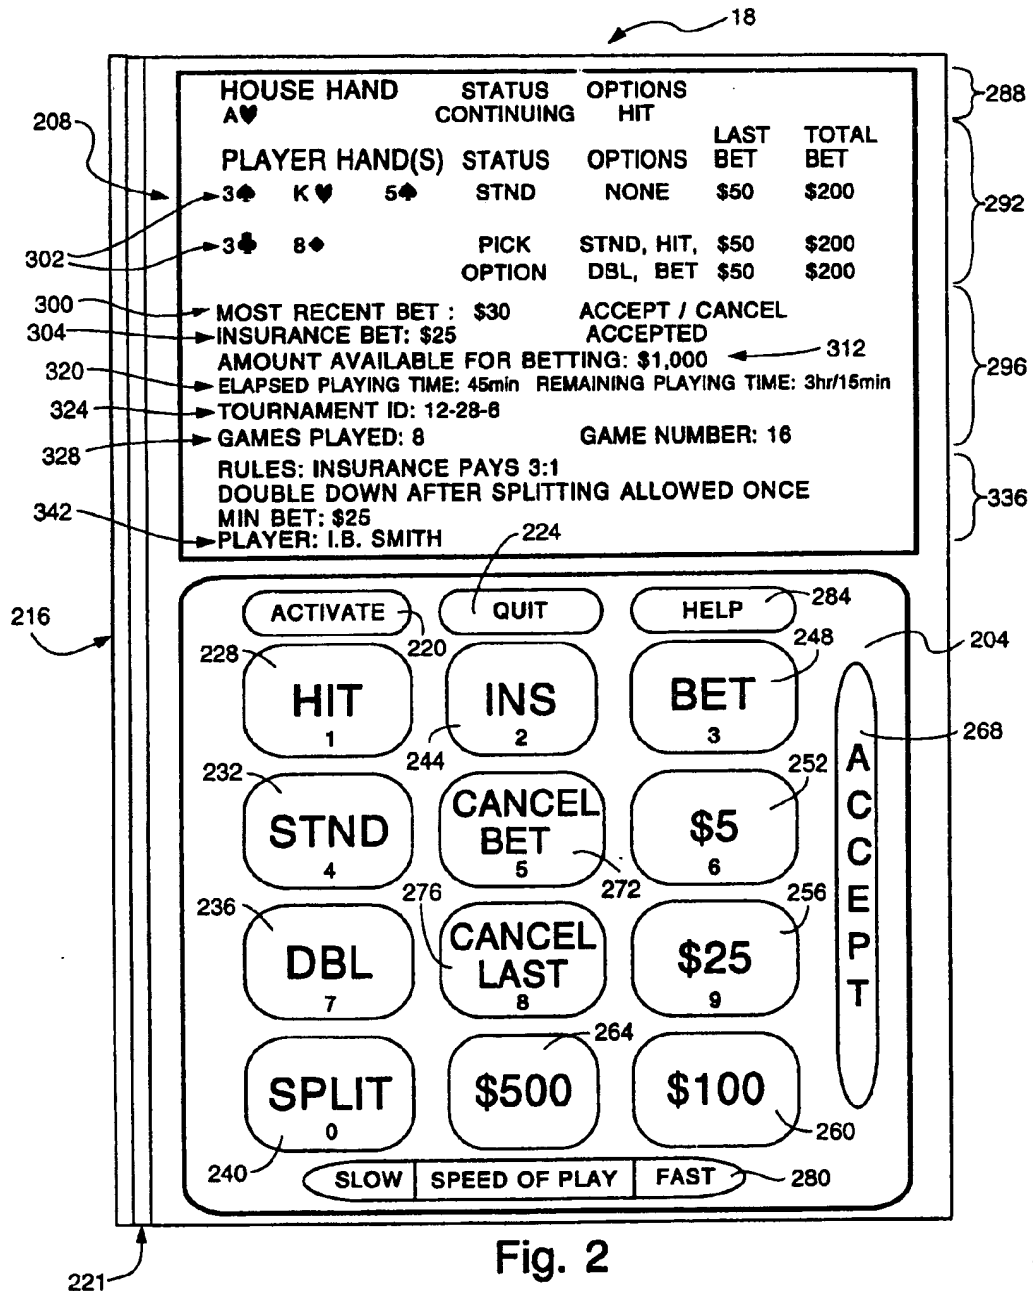 18
HOUSE HAND STATUS OPTIONS
A♥ CONTINUING HIT
288
208
LAST TOTAL
PLAYER HAND(S) STATUS OPTIONS BET BET
3♠ K♥ 5♠ STND NONE $50 $200
292
302
3♣ 8♦ PICK STND, HIT, $50 $200
OPTION DBL, BET $50 $200
300
MOST RECENT BET : $30 ACCEPT / CANCEL
304
INSURANCE BET: $25 ACCEPTED
AMOUNT AVAILABLE FOR BETTING: $1,000
312
296
320
ELAPSED PLAYING TIME: 45min REMAINING PLAYING TIME: 3hr/15min
324
TOURNAMENT ID: 12-28-6
328
GAMES PLAYED: 8 GAME NUMBER: 16
RULES: INSURANCE PAYS 3:1
DOUBLE DOWN AFTER SPLITTING ALLOWED ONCE
336
MIN BET: $25
342
PLAYER: I.B. SMITH
224
216
ACTIVATE QUIT HELP
284
220
228
248
204
HIT INS BET
1 2 3
244
268
ACCEPT
232
252
STND CANCEL BET $5
4 5 6
272
276
236
256
DBL CANCEL LAST $25
7 8 9
264
SPLIT $500 $100
0
260
240
SLOW SPEED OF PLAY FAST
280
221
Fig. 2